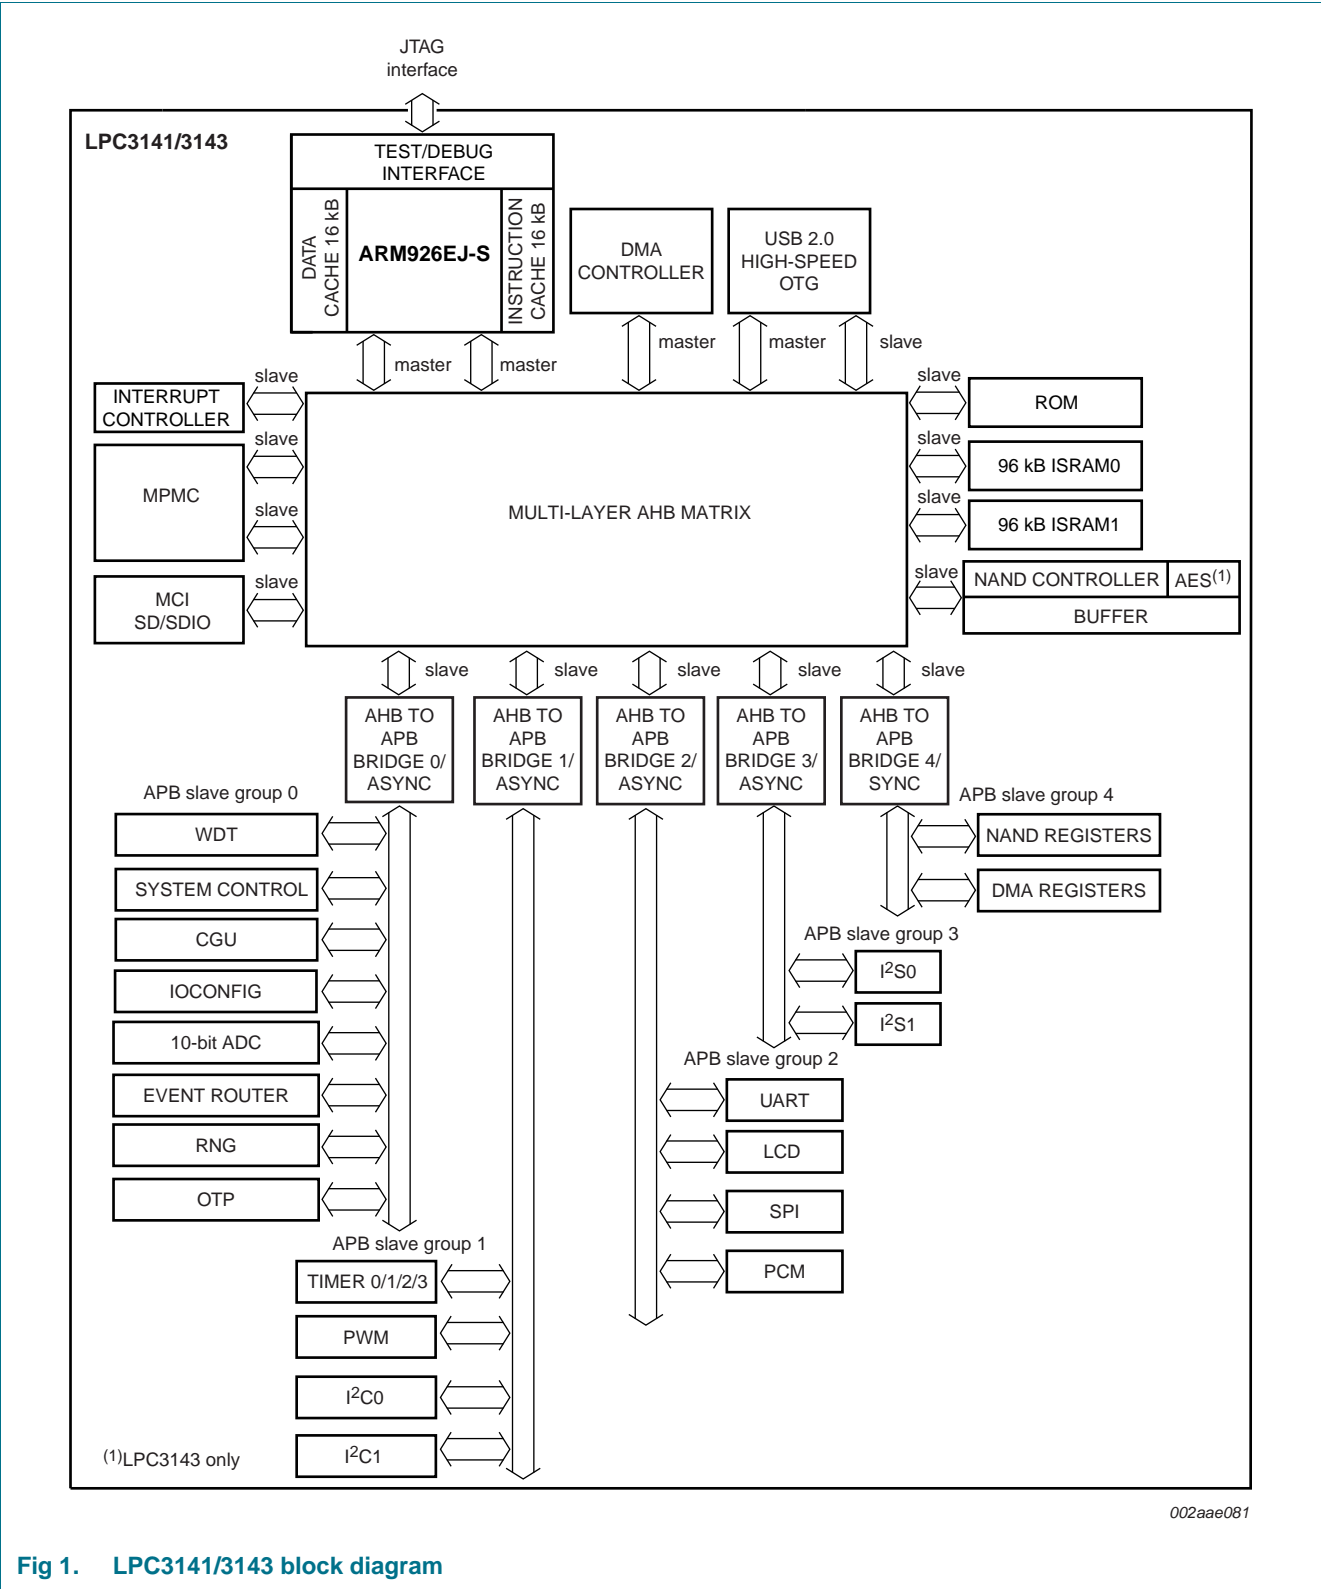 JTAG
interface
LPC3141/3143
TEST/DEBUG
INTERFACE
DATA
CACHE 16 kB
ARM926EJ-S
INSTRUCTION
CACHE 16 kB
DMA
CONTROLLER
USB 2.0
HIGH-SPEED
OTG
master
master
master
master
slave
slave
INTERRUPT
CONTROLLER
slave
MPMC
slave
slave
MCI
SD/SDIO
MULTI-LAYER AHB MATRIX
slave
ROM
slave
96 kB ISRAM0
slave
96 kB ISRAM1
slave
NAND CONTROLLER
AES(1)
BUFFER
slave
slave
slave
slave
slave
AHB TO
APB
BRIDGE 0/
ASYNC
AHB TO
APB
BRIDGE 1/
ASYNC
AHB TO
APB
BRIDGE 2/
ASYNC
AHB TO
APB
BRIDGE 3/
ASYNC
AHB TO
APB
BRIDGE 4/
SYNC
APB slave group 0
WDT
SYSTEM CONTROL
CGU
IOCONFIG
10-bit ADC
EVENT ROUTER
RNG
OTP
APB slave group 4
NAND REGISTERS
DMA REGISTERS
APB slave group 3
I2S0
I2S1
APB slave group 2
UART
LCD
SPI
PCM
APB slave group 1
TIMER 0/1/2/3
PWM
I2C0
I2C1
(1)LPC3143 only
002aae081
Fig 1. LPC3141/3143 block diagram